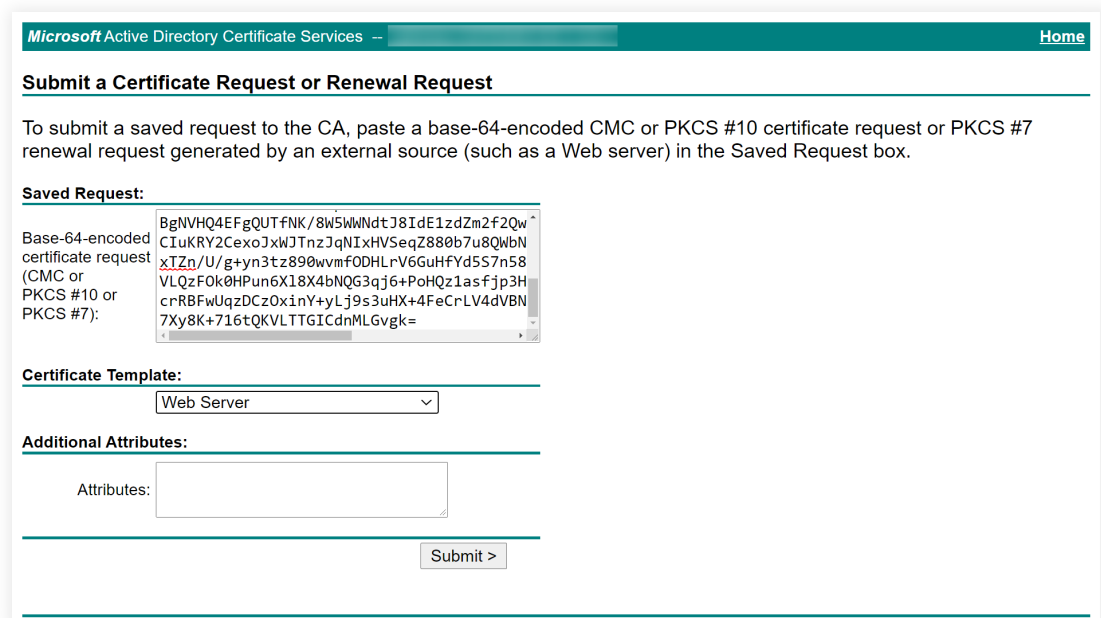 Microsoft Active Directory Certificate Services --
Home
Submit a Certificate Request or Renewal Request
To submit a saved request to the CA, paste a base-64-encoded CMC or PKCS #10 certificate request or PKCS #7
renewal request generated by an external source (such as a Web server) in the Saved Request box.
Saved Request:
Base-64-encoded
certificate request
(CMC or
PKCS #10 or
PKCS #7):
BgNVHQ4EFgQUTfNK/8W5WWNdtJ8IdE1zdZm2f2Qw
CIuKRY2CexoJxWJTnzJqNIxHVSeqZ880b7u8QWbN
xTZn/U/g+yn3tz890wvmfODHLrV6GuHfYd5S7n58
VLQzFOk0HPun6Xl8X4bNQG3qj6+PoHQz1asfjp3H
crRBFwUqzDCzOxinY+yLj9s3uHX+4FeCrLV4dVBN
7Xy8K+716tQKVLTTGICdnMLGvgk=
Certificate Template:
Web Server
Additional Attributes:
Attributes:
Submit >